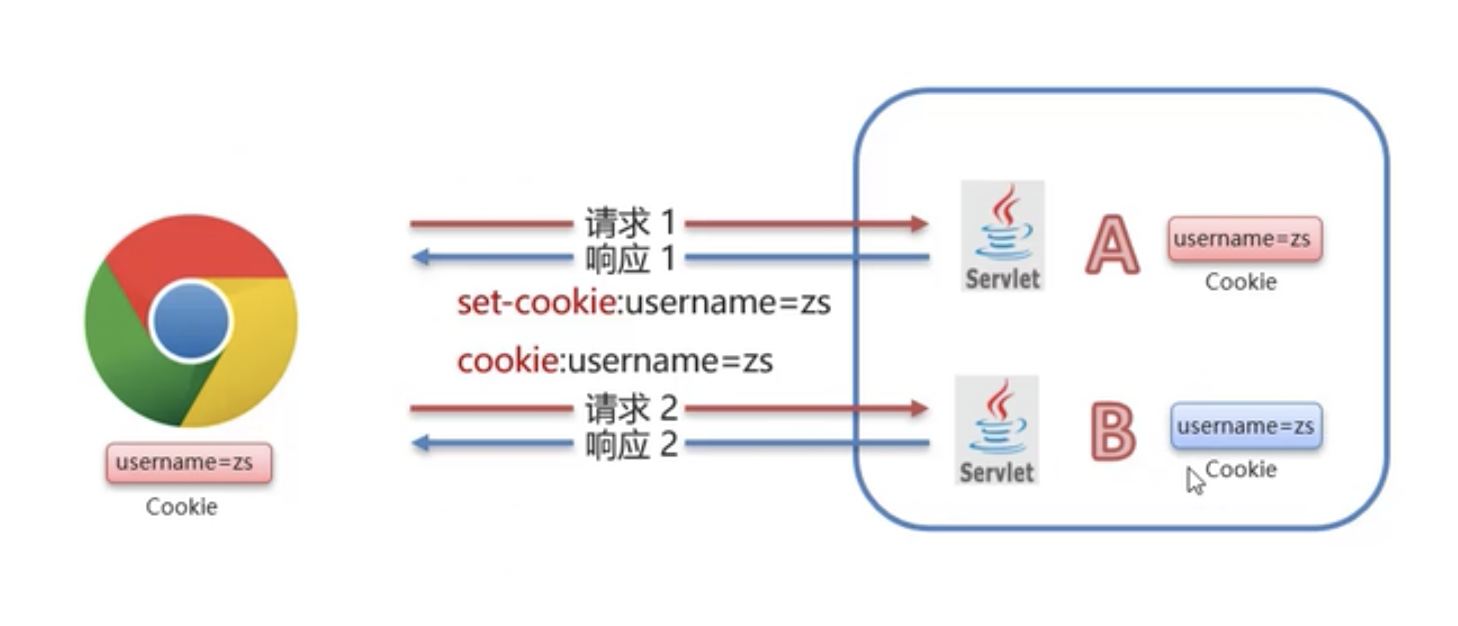 请求 1
响应 1
set-cookie:username=zs
cookie:username=zs
请求 2
响应 2
username=zs
Cookie
Servlet
A
username=zs
Cookie
Servlet
B
username=zs
Cookie